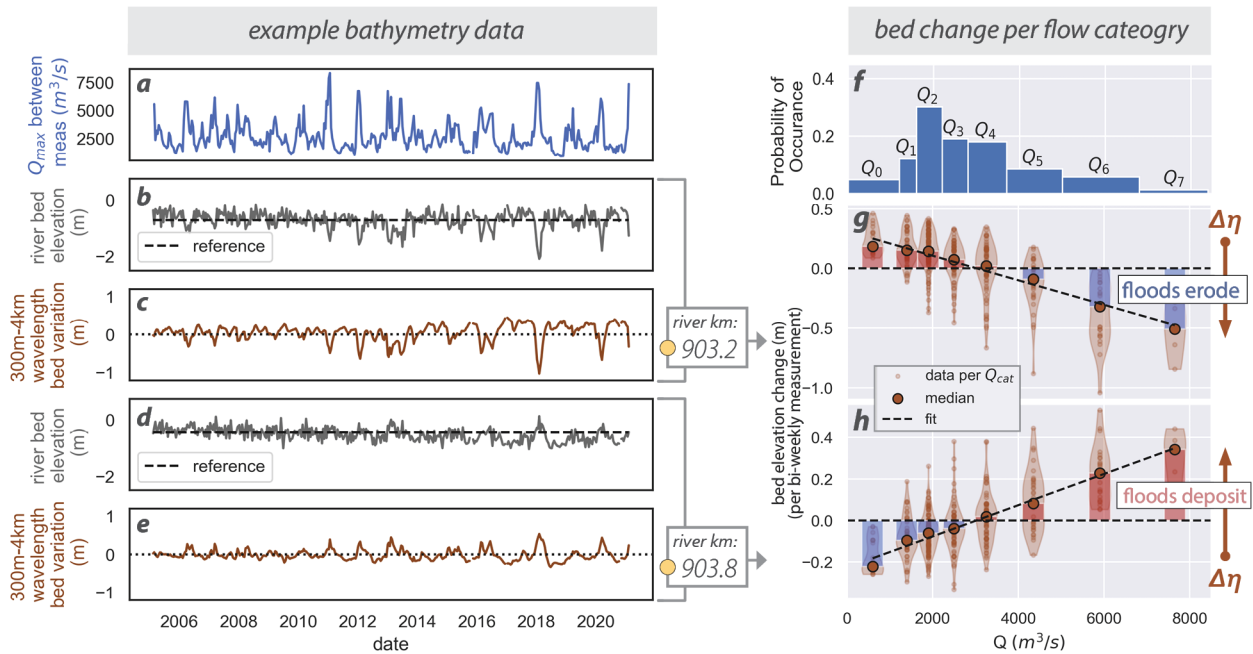 example bathymetry data
bed change per flow cateogry
a
Q_max between
meas (m³/s)
7500
5000
2500
b
river bed
elevation
(m)
0
−2
reference
c
300m-4km
wavelength
bed variation
(m)
1
0
−1
river km:
903.2
d
river bed
elevation
(m)
0
−2
reference
e
300m-4km
wavelength
bed variation
(m)
1
0
−1
river km:
903.8
2006 2008 2010 2012 2014 2016 2018 2020
date
f
Probability of
Occurance
0.4
0.2
0.0
Q₀ Q₁ Q₂ Q₃ Q₄ Q₅ Q₆ Q₇
g
0.5
0.0
−0.5
−1.0
Δη
floods erode
bed elevation change (m)
(per bi-weekly measurement)
data per Q_cat
median
fit
h
0.4
0.2
0.0
−0.2
floods deposit
Δη
0 2000 4000 6000 8000
Q (m³/s)